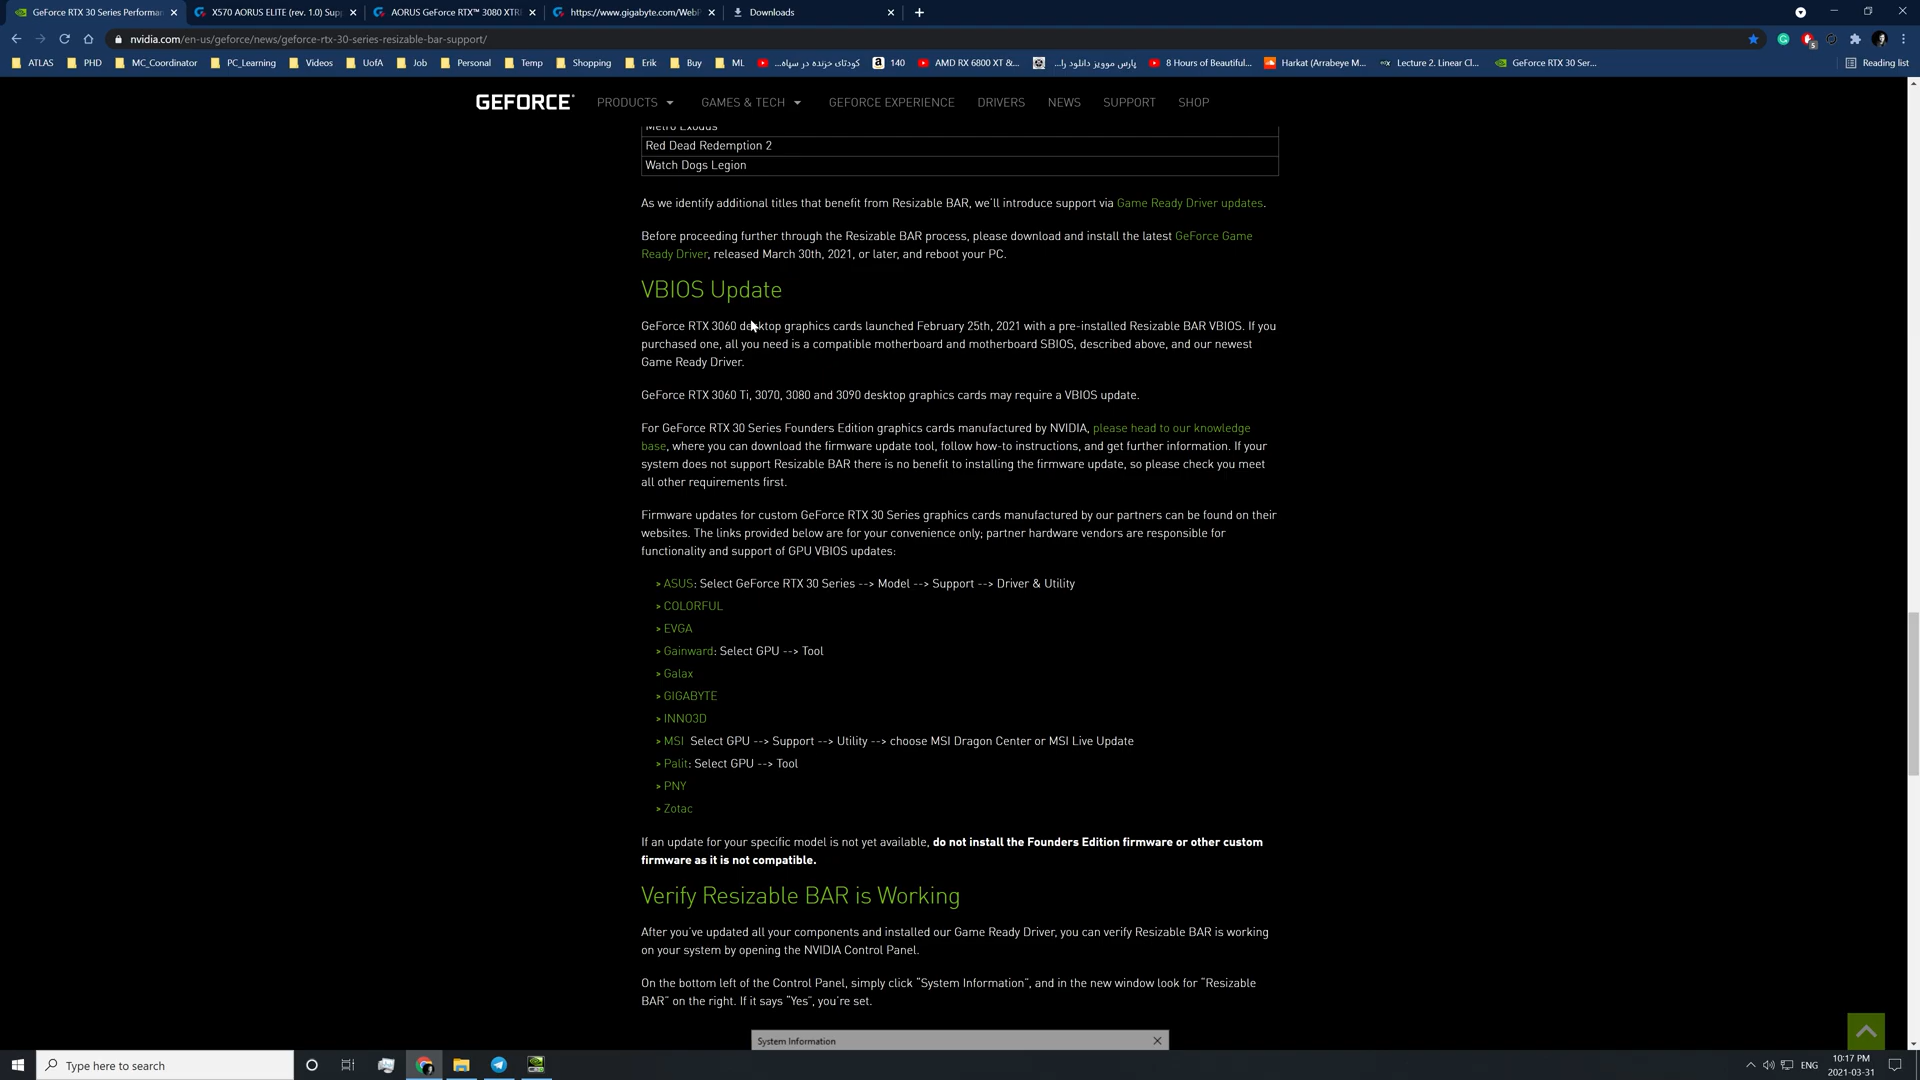 GeForce RTX 30 Series Performan
X570 AORUS ELITE (rev. 1.0) Sup
AORUS GeForce RTX™ 3080 XTR
https://www.gigabyte.com/WebP
Downloads
nvidia.com/en-us/geforce/news/geforce-rtx-30-series-resizable-bar-support/
5
ATLAS
PHD
MC_Coordinator
PC_Learning
Videos
UofA
Job
Personal
Temp
Shopping
Erik
Buy
ML
کودتای خزنده در سپاه...
140
AMD RX 6800 XT &...
پارس موویز دانلود را...
8 Hours of Beautiful...
Harkat (Arrabeye M...
Lecture 2. Linear Cl...
GeForce RTX 30 Ser...
Reading list
GEFORCE
PRODUCTS
GAMES & TECH
GEFORCE EXPERIENCE
DRIVERS
NEWS
SUPPORT
SHOP
Metro Exodus
Red Dead Redemption 2
Watch Dogs Legion
As we identify additional titles that benefit from Resizable BAR, we'll introduce support via Game Ready Driver updates.
Before proceeding further through the Resizable BAR process, please download and install the latest GeForce Game
Ready Driver, released March 30th, 2021, or later, and reboot your PC.
VBIOS Update
GeForce RTX 3060 desktop graphics cards launched February 25th, 2021 with a pre-installed Resizable BAR VBIOS. If you
purchased one, all you need is a compatible motherboard and motherboard SBIOS, described above, and our newest
Game Ready Driver.
GeForce RTX 3060 Ti, 3070, 3080 and 3090 desktop graphics cards may require a VBIOS update.
For GeForce RTX 30 Series Founders Edition graphics cards manufactured by NVIDIA, please head to our knowledge
base, where you can download the firmware update tool, follow how-to instructions, and get further information. If your
system does not support Resizable BAR there is no benefit to installing the firmware update, so please check you meet
all other requirements first.
Firmware updates for custom GeForce RTX 30 Series graphics cards manufactured by our partners can be found on their
websites. The links provided below are for your convenience only; partner hardware vendors are responsible for
functionality and support of GPU VBIOS updates:
> ASUS: Select GeForce RTX 30 Series --> Model --> Support --> Driver & Utility
> COLORFUL
> EVGA
> Gainward: Select GPU --> Tool
> Galax
> GIGABYTE
> INNO3D
> MSI Select GPU --> Support --> Utility --> choose MSI Dragon Center or MSI Live Update
> Palit: Select GPU --> Tool
> PNY
> Zotac
If an update for your specific model is not yet available, do not install the Founders Edition firmware or other custom
firmware as it is not compatible.
Verify Resizable BAR is Working
After you've updated all your components and installed our Game Ready Driver, you can verify Resizable BAR is working
on your system by opening the NVIDIA Control Panel.
On the bottom left of the Control Panel, simply click "System Information", and in the new window look for "Resizable
BAR" on the right. If it says "Yes", you're set.
System Information
Type here to search
ENG
10:17 PM
2021-03-31